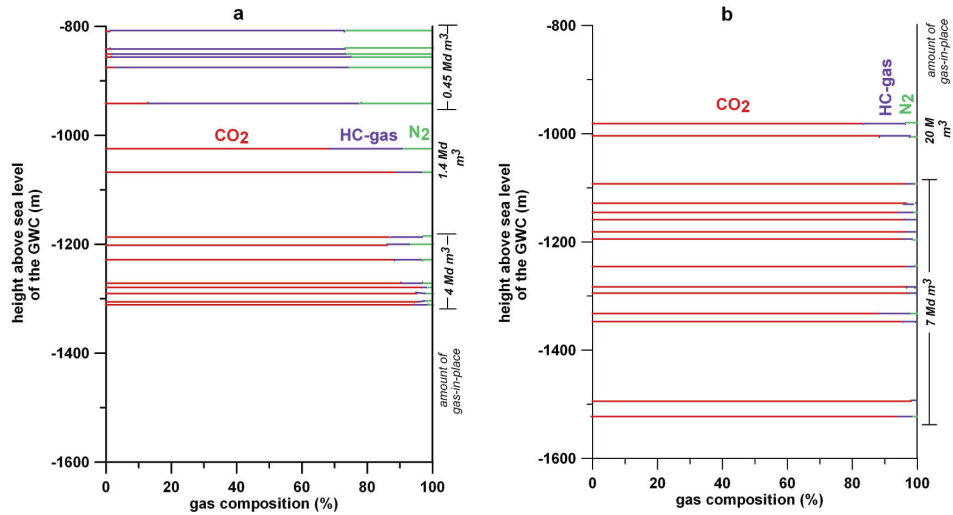 a
-800
-1000
-1200
-1400
-1600
height above sea level
of the GWC (m)
CO2
HC-gas
N2
0.45 Md m3
1.4 Md
m3
4 Md m3
amount of
gas-in-place
0
20
40
60
80
100
gas composition (%)
b
-800
-1000
-1200
-1400
-1600
height above sea level
of the GWC (m)
CO2
HC-gas
N2
amount of
gas-in-place
20 M
m3
7 Md m3
0
20
40
60
80
100
gas composition (%)